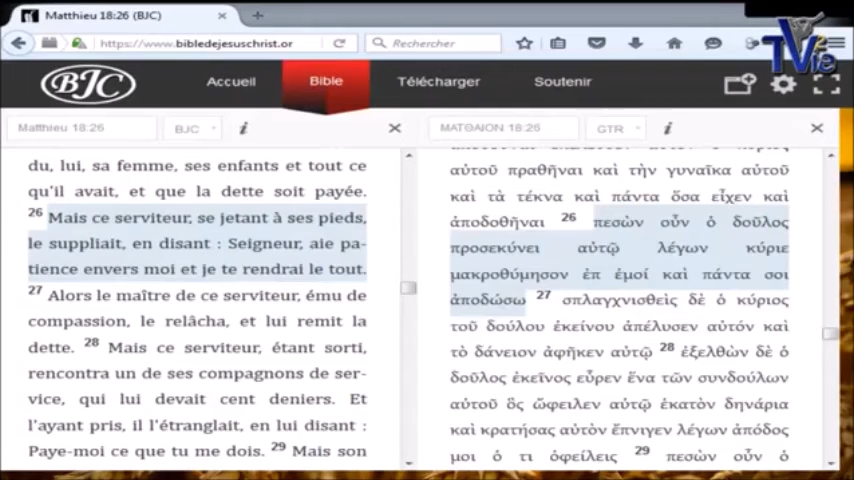 Matthieu 18:26 (BJC)
https://www.bibledejesuschrist.or
Rechercher
TV2Vie
BJC
Accueil
Bible
Télécharger
Soutenir
Matthieu 18:26
BJC
ΜΑΤΘΑΙΟΝ 18:26
GTR
du, lui, sa femme, ses enfants et tout ce
qu'il avait, et que la dette soit payée.
26 Mais ce serviteur, se jetant à ses pieds,
le suppliait, en disant : Seigneur, aie pa-
tience envers moi et je te rendrai le tout.
27 Alors le maître de ce serviteur, ému de
compassion, le relâcha, et lui remit la
dette. 28 Mais ce serviteur, étant sorti,
rencontra un de ses compagnons de ser-
vice, qui lui devait cent deniers. Et
l'ayant pris, il l'étranglait, en lui disant :
Paye-moi ce que tu me dois. 29 Mais son
αὐτοῦ πραθῆναι καὶ τὴν γυναῖκα αὐτοῦ
καὶ τὰ τέκνα καὶ πάντα ὅσα εἶχεν καὶ
ἀποδοθῆναι 26 πεσὼν οὖν ὁ δοῦλος
προσεκύνει αὐτῷ λέγων κύριε
μακροθύμησον ἐπ ἐμοί καὶ πάντα σοι
ἀποδώσω 27 σπλαγχνισθεὶς δὲ ὁ κύριος
τοῦ δούλου ἐκείνου ἀπέλυσεν αὐτόν καὶ
τὸ δάνειον ἀφῆκεν αὐτῷ 28 ἐξελθὼν δὲ ὁ
δοῦλος ἐκεῖνος εὗρεν ἕνα τῶν συνδούλων
αὐτοῦ ὃς ὤφειλεν αὐτῷ ἑκατὸν δηνάρια
καὶ κρατήσας αὐτὸν ἔπνιγεν λέγων ἀπόδος
μοι ὅ τι ὀφείλεις 29 πεσὼν οὖν ὁ